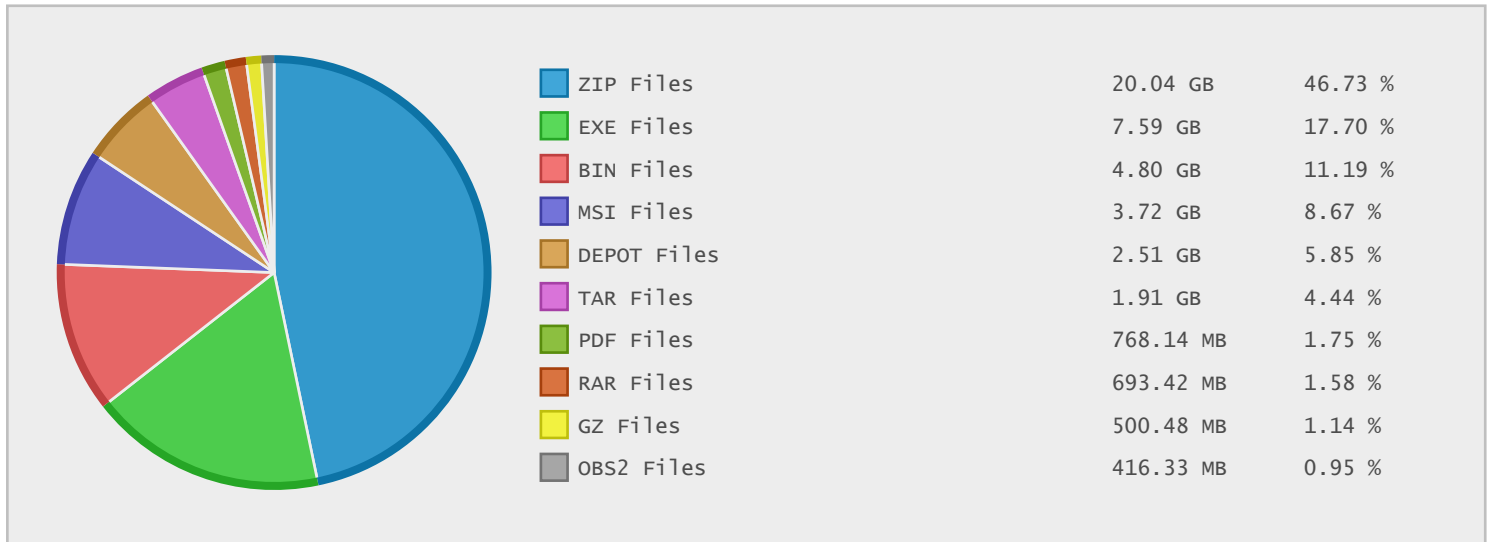 ZIP Files 20.04 GB 46.73 %
EXE Files 7.59 GB 17.70 %
BIN Files 4.80 GB 11.19 %
MSI Files 3.72 GB 8.67 %
DEPOT Files 2.51 GB 5.85 %
TAR Files 1.91 GB 4.44 %
PDF Files 768.14 MB 1.75 %
RAR Files 693.42 MB 1.58 %
GZ Files 500.48 MB 1.14 %
OBS2 Files 416.33 MB 0.95 %